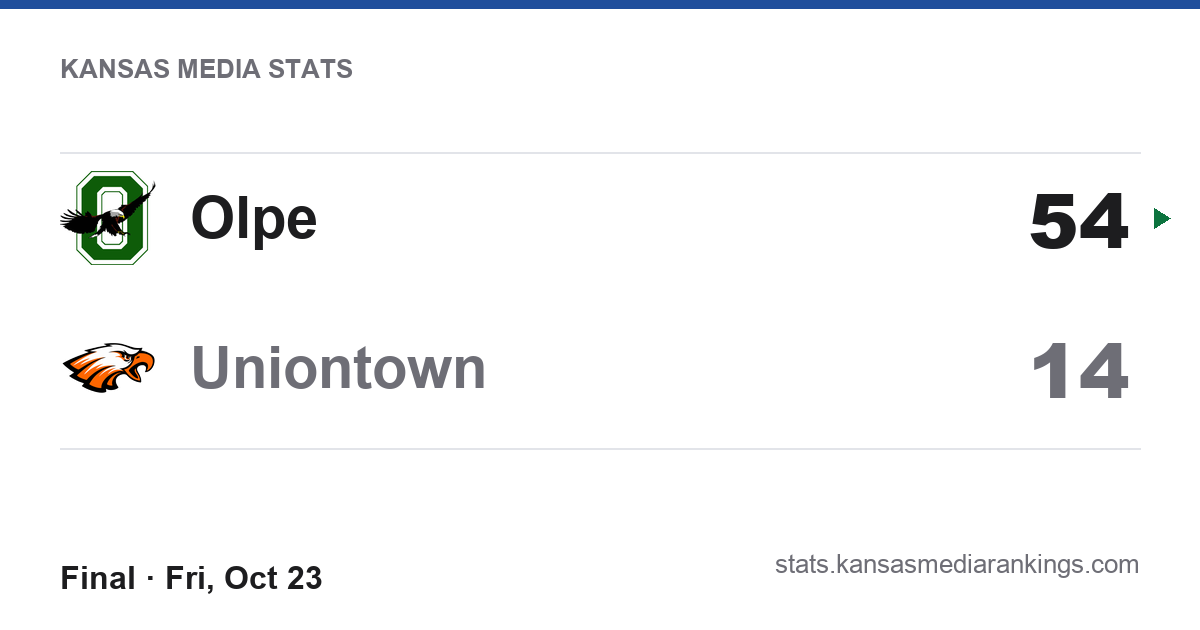 KANSAS MEDIA STATS
O
Olpe 54
Uniontown 14
Final · Fri, Oct 23
stats.kansasmediarankings.com